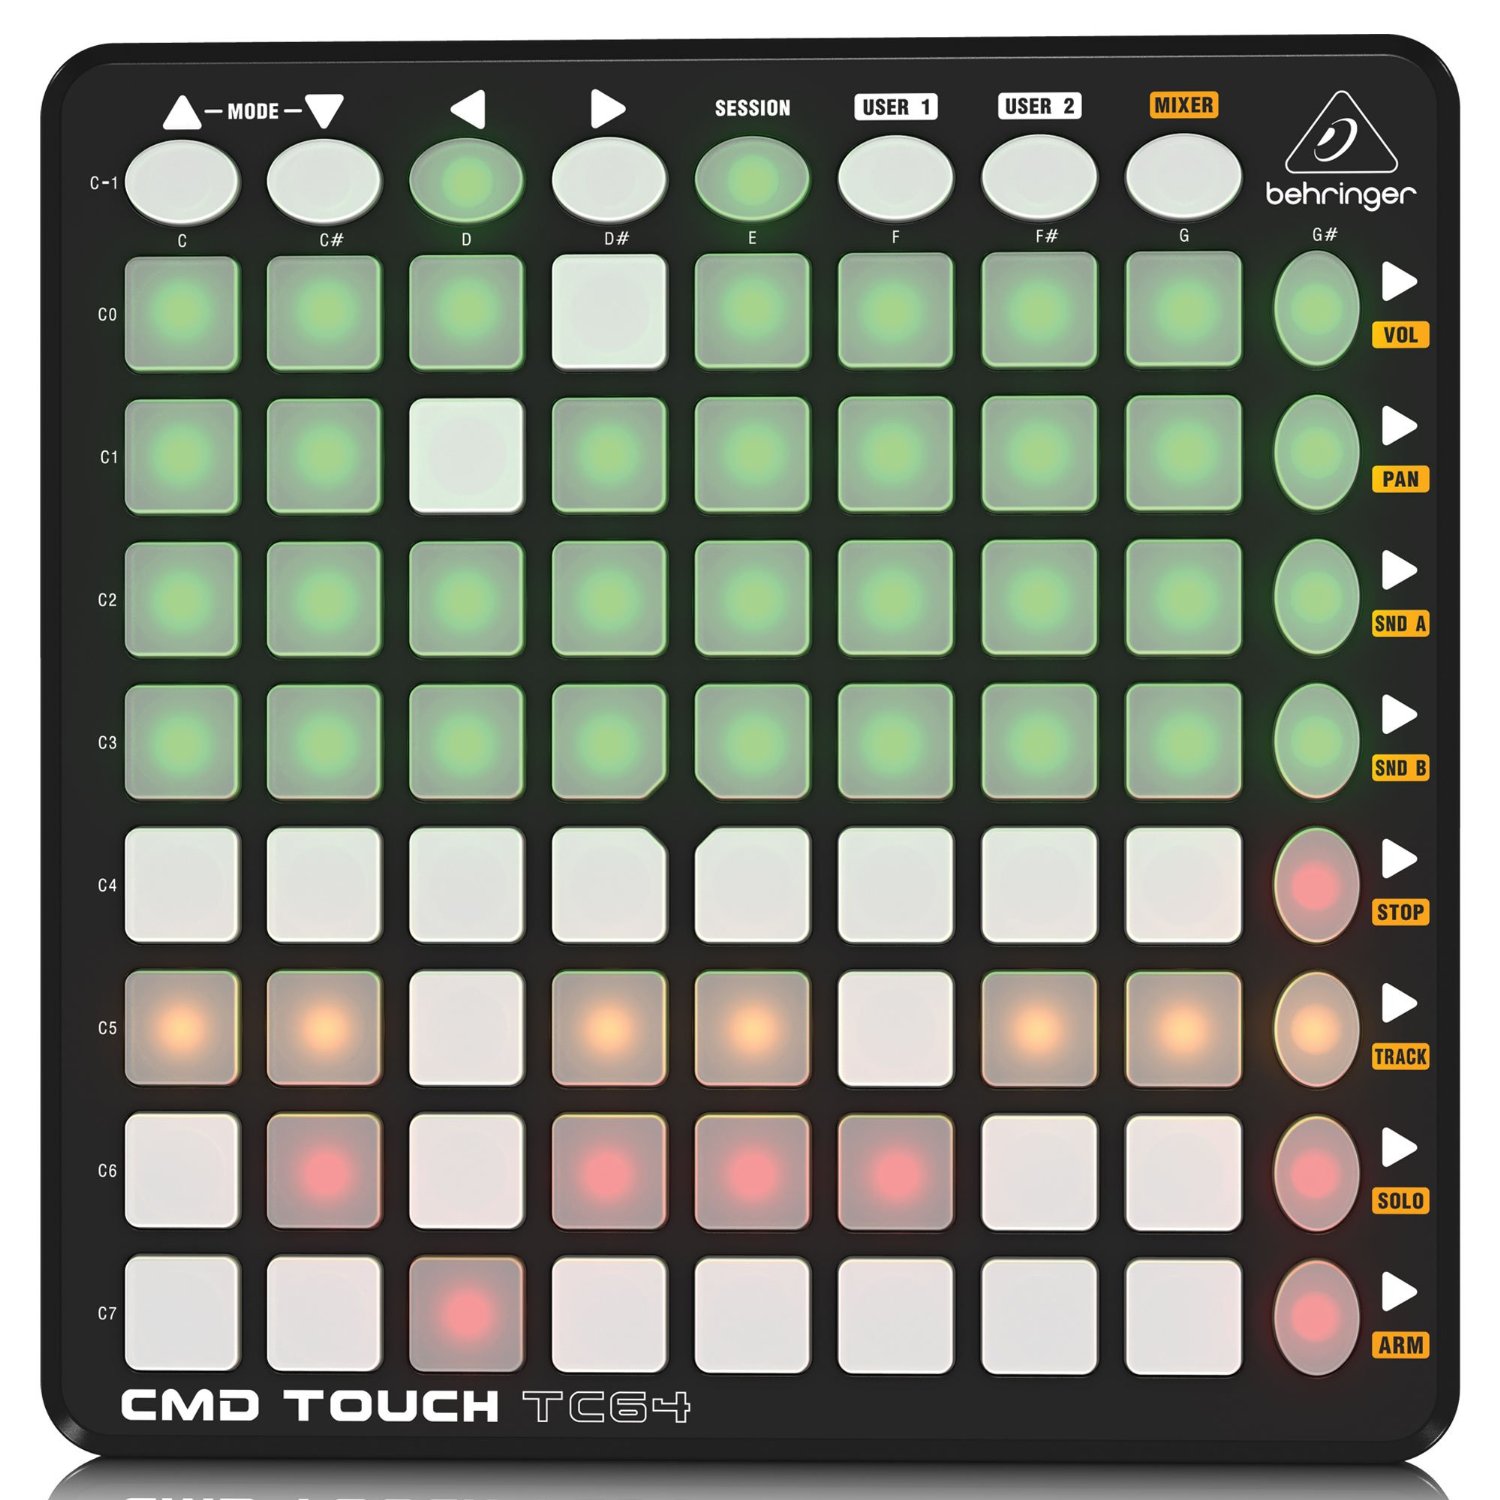 MODE
SESSION
USER 1
USER 2
MIXER
behringer
C-1
C C# D D# E F F# G G#
C0
VOL
C1
PAN
C2
SND A
C3
SND B
C4
STOP
C5
TRACK
C6
SOLO
C7
ARM
CMD TOUCH TC64